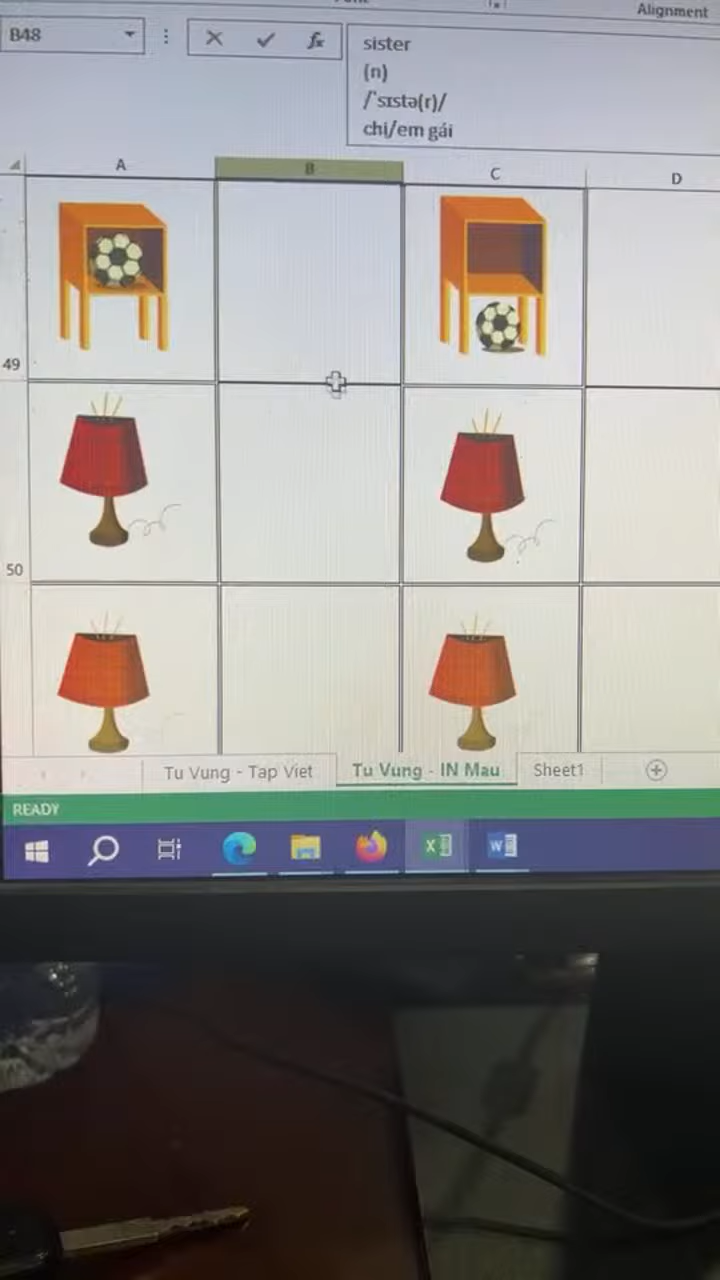 Alignment
B48
fx
sister
(n)
/ˈsɪstə(r)/
chị/em gái
A B C D
49
50
Tu Vung - Tap Viet Tu Vung - IN Mau Sheet1
READY